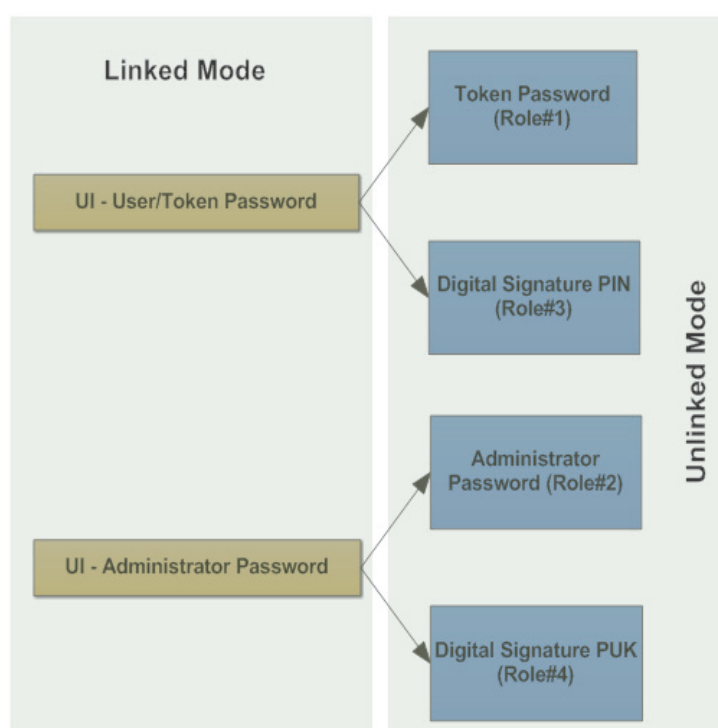 Linked Mode
UI - User/Token Password
Token Password
(Role#1)
Digital Signature PIN
(Role#3)
Unlinked Mode
Administrator
Password (Role#2)
UI - Administrator Password
Digital Signature PUK
(Role#4)